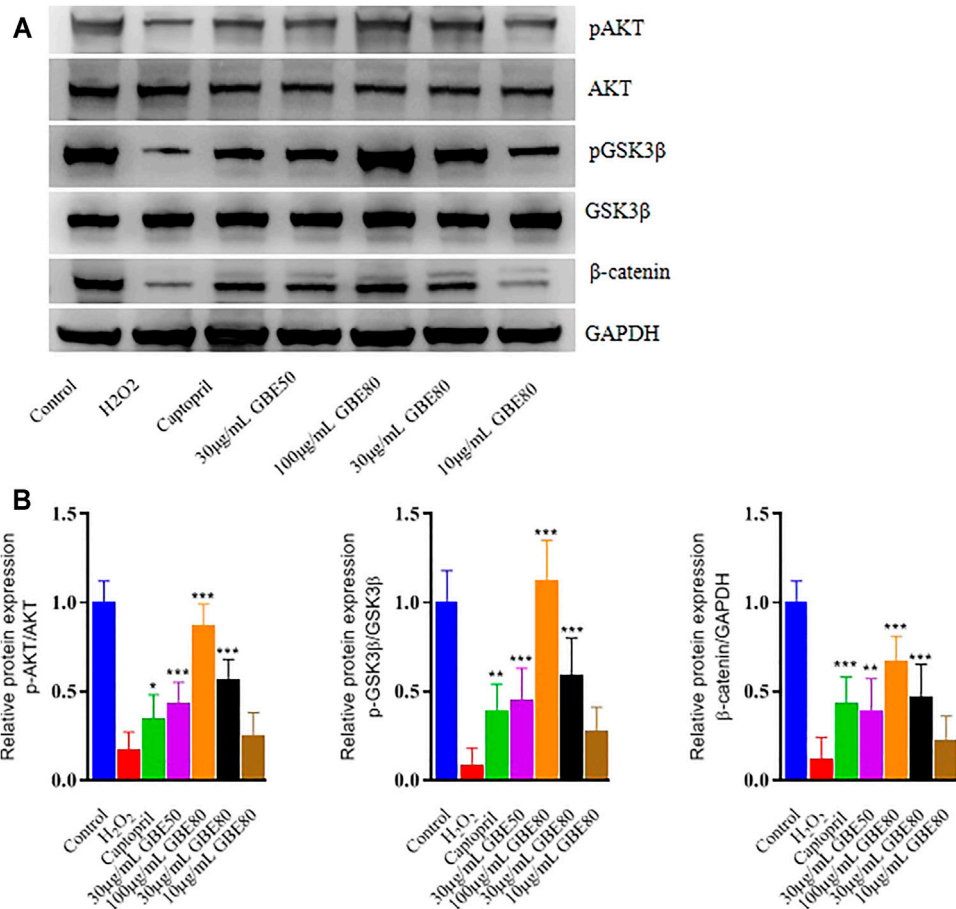 A
pAKT
AKT
pGSK3β
GSK3β
β-catenin
GAPDH
Control
H2O2
Captopril
30μg/mL GBE50
100μg/mL GBE80
30μg/mL GBE80
10μg/mL GBE80
B
Relative protein expression
p-AKT/AKT
1.5
1.0
0.5
0.0
*
***
***
***
Control
H₂O₂
Captopril
30μg/mL GBE50
100μg/mL GBE80
30μg/mL GBE80
10μg/mL GBE80
Relative protein expression
p-GSK3β/GSK3β
1.5
1.0
0.5
0.0
**
***
***
***
Control
H₂O₂
Captopril
30μg/mL GBE50
100μg/mL GBE80
30μg/mL GBE80
10μg/mL GBE80
Relative protein expression
β-catenin/GAPDH
1.5
1.0
0.5
0.0
***
**
***
***
Control
H₂O₂
Captopril
30μg/mL GBE50
100μg/mL GBE80
30μg/mL GBE80
10μg/mL GBE80